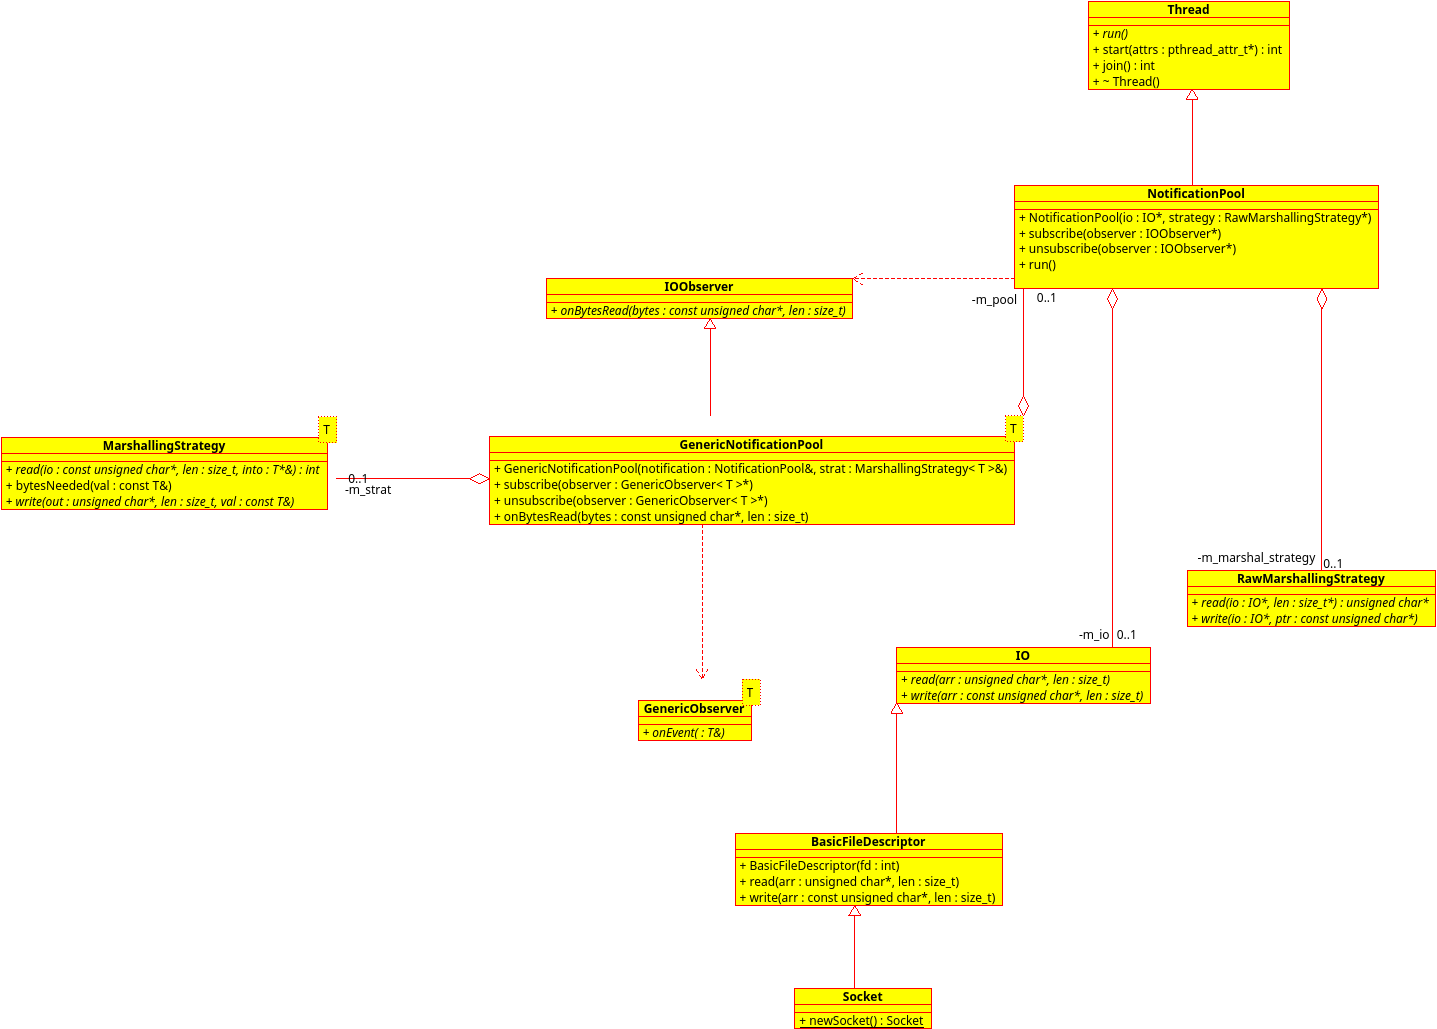 Thread
+ run()
+ start(attrs : pthread_attr_t*) : int
+ join() : int
+ ~ Thread()
NotificationPool
+ NotificationPool(io : IO*, strategy : RawMarshallingStrategy*)
+ subscribe(observer : IOObserver*)
+ unsubscribe(observer : IOObserver*)
+ run()
IOObserver
+ onBytesRead(bytes : const unsigned char*, len : size_t)
-m_pool
0..1
T
MarshallingStrategy
+ read(io : const unsigned char*, len : size_t, into : T*&) : int
+ bytesNeeded(val : const T&)
+ write(out : unsigned char*, len : size_t, val : const T&)
0..1
-m_strat
T
GenericNotificationPool
+ GenericNotificationPool(notification : NotificationPool&, strat : MarshallingStrategy< T >&)
+ subscribe(observer : GenericObserver< T >*)
+ unsubscribe(observer : GenericObserver< T >*)
+ onBytesRead(bytes : const unsigned char*, len : size_t)
-m_marshal_strategy
0..1
RawMarshallingStrategy
+ read(io : IO*, len : size_t*) : unsigned char*
+ write(io : IO*, ptr : const unsigned char*)
-m_io
0..1
IO
+ read(arr : unsigned char*, len : size_t)
+ write(arr : const unsigned char*, len : size_t)
T
GenericObserver
+ onEvent( : T&)
BasicFileDescriptor
+ BasicFileDescriptor(fd : int)
+ read(arr : unsigned char*, len : size_t)
+ write(arr : const unsigned char*, len : size_t)
Socket
+ newSocket() : Socket